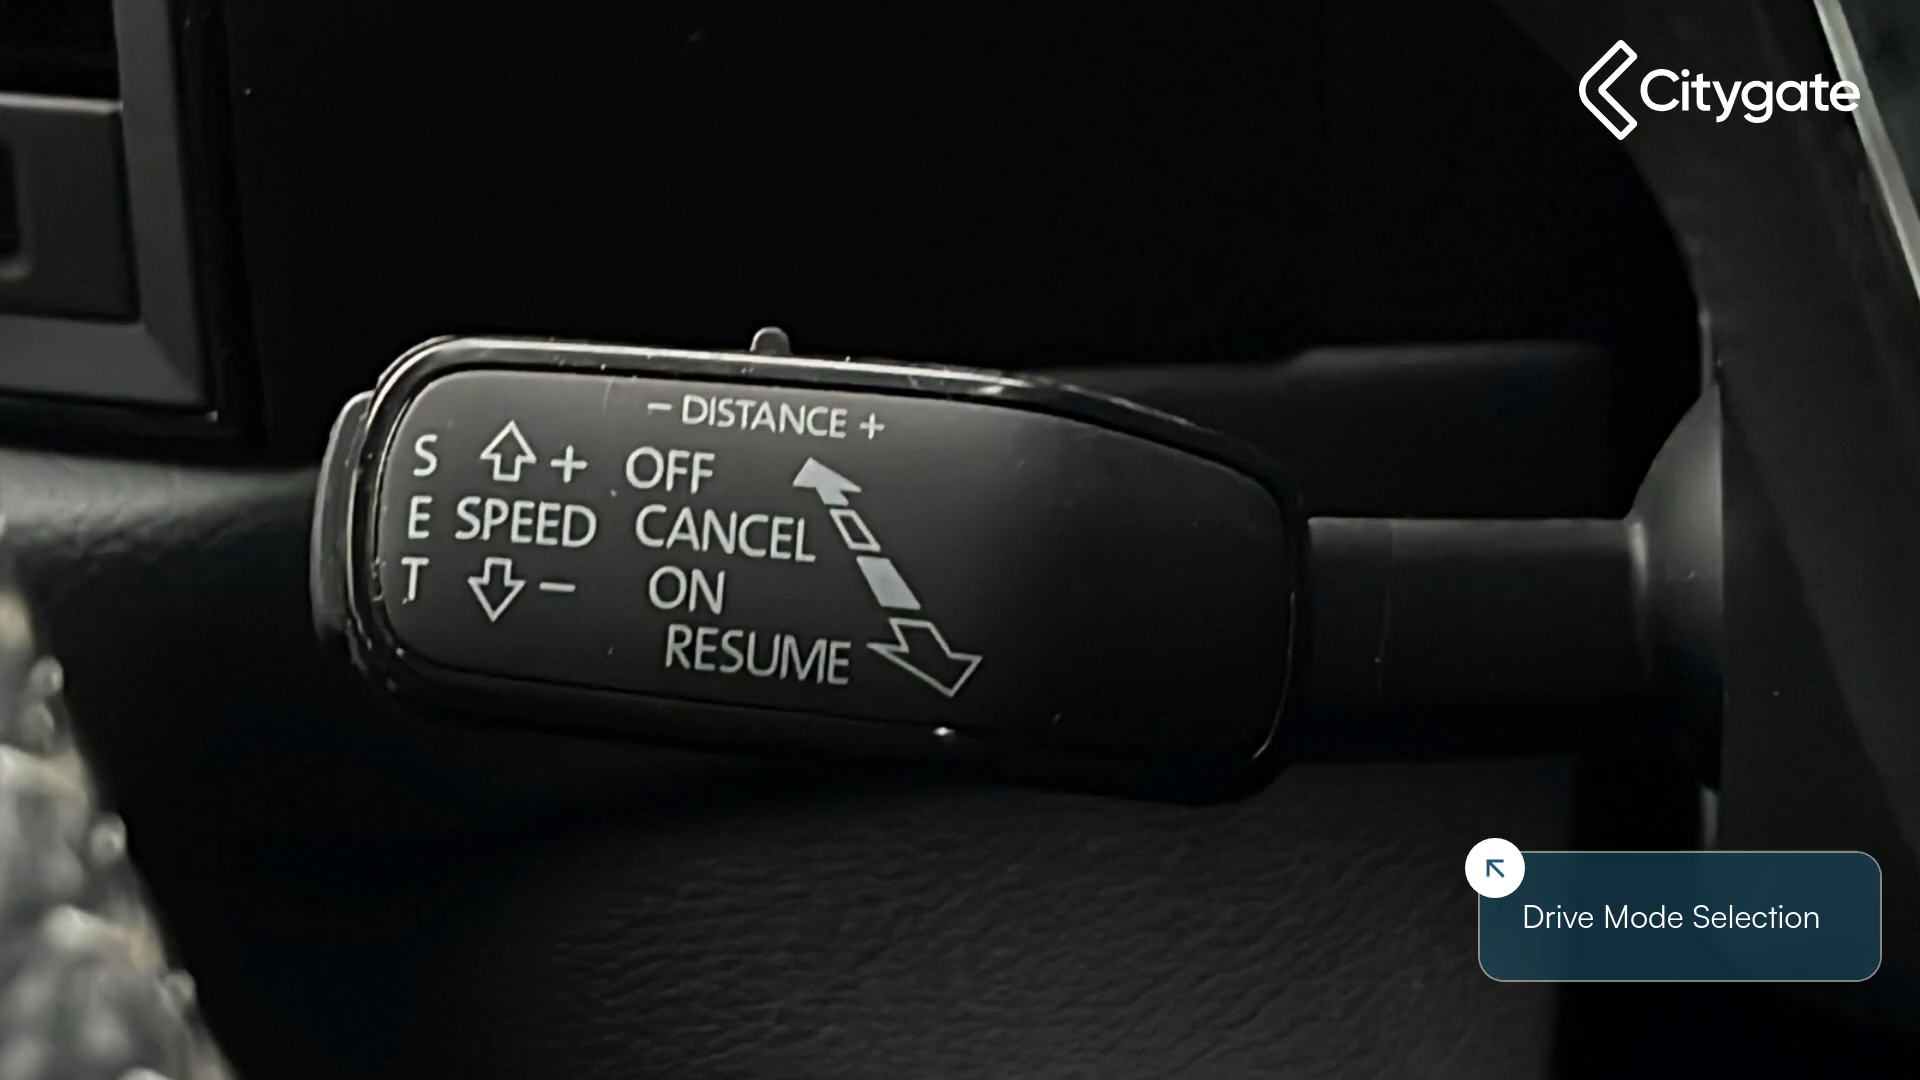 Citygate
− DISTANCE +
S + OFF
E SPEED CANCEL
T − ON
RESUME
Drive Mode Selection